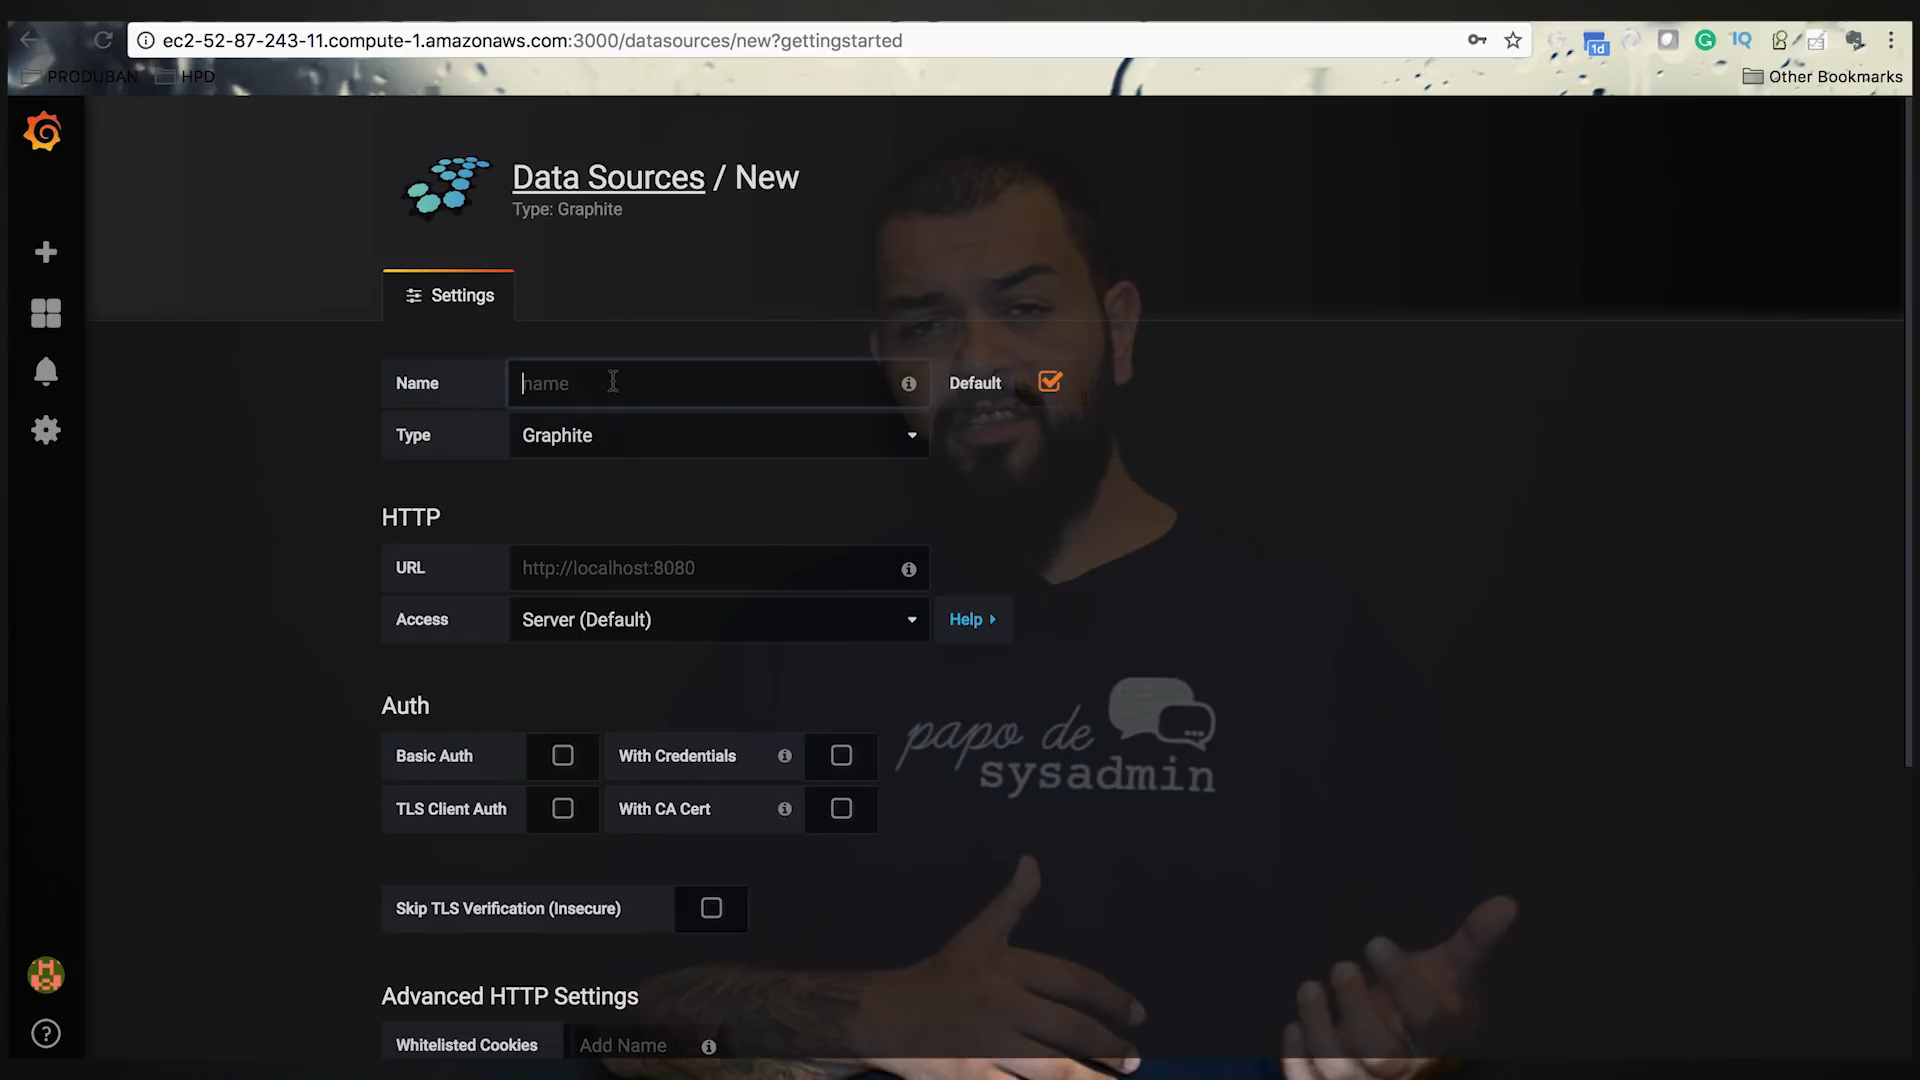 ec2-52-87-243-11.compute-1.amazonaws.com:3000/datasources/new?gettingstarted
1d
IQ
PRODUBAN
HPD
Other Bookmarks
Data Sources / New
Type: Graphite
Settings
Name
name
Default
Type
Graphite
HTTP
URL
http://localhost:8080
Access
Server (Default)
Help
Auth
Basic Auth
With Credentials
TLS Client Auth
With CA Cert
papo de
sysadmin
Skip TLS Verification (Insecure)
Advanced HTTP Settings
Whitelisted Cookies
Add Name